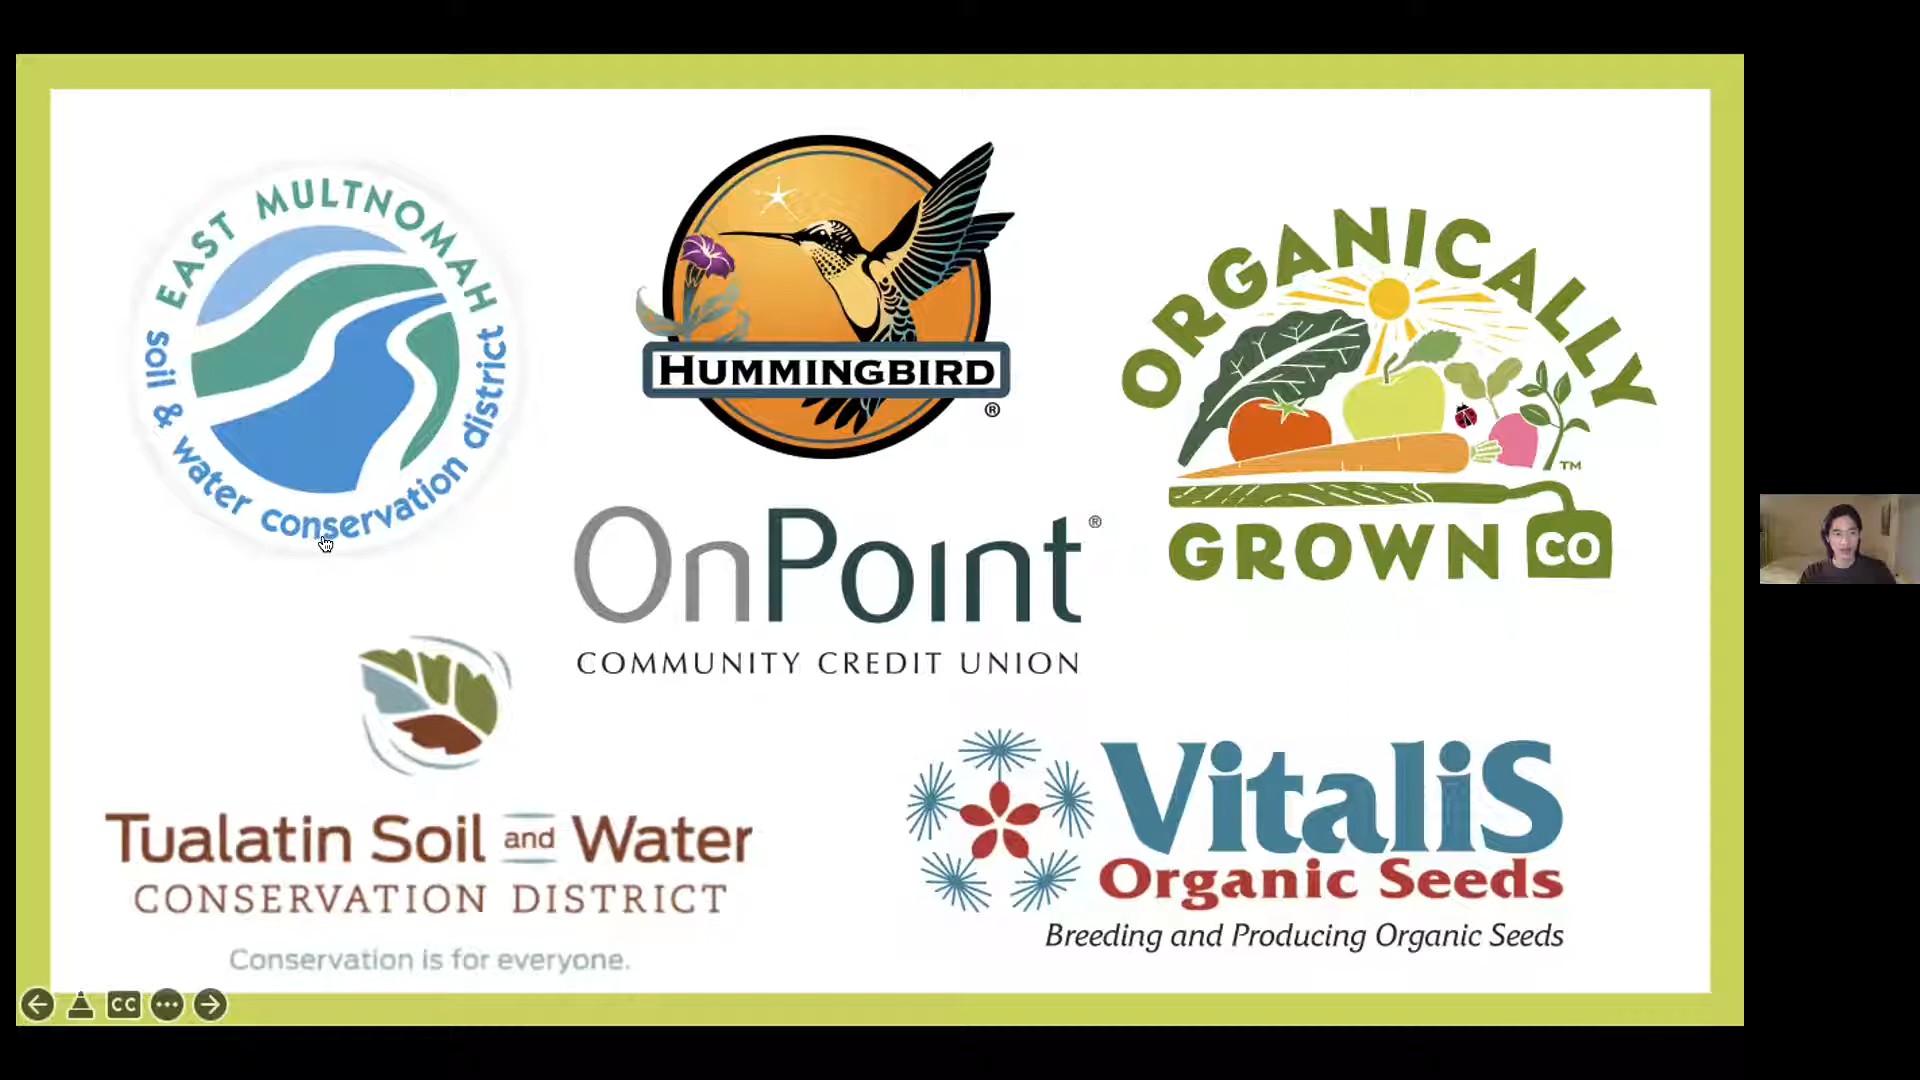 EAST MULTNOMAH
soil & water conservation district
HUMMINGBIRD
®
ORGANICALLY
GROWN CO
™
OnPoint®
COMMUNITY CREDIT UNION
Tualatin Soil and Water
CONSERVATION DISTRICT
Conservation is for everyone.
VitaliS
Organic Seeds
Breeding and Producing Organic Seeds
CC